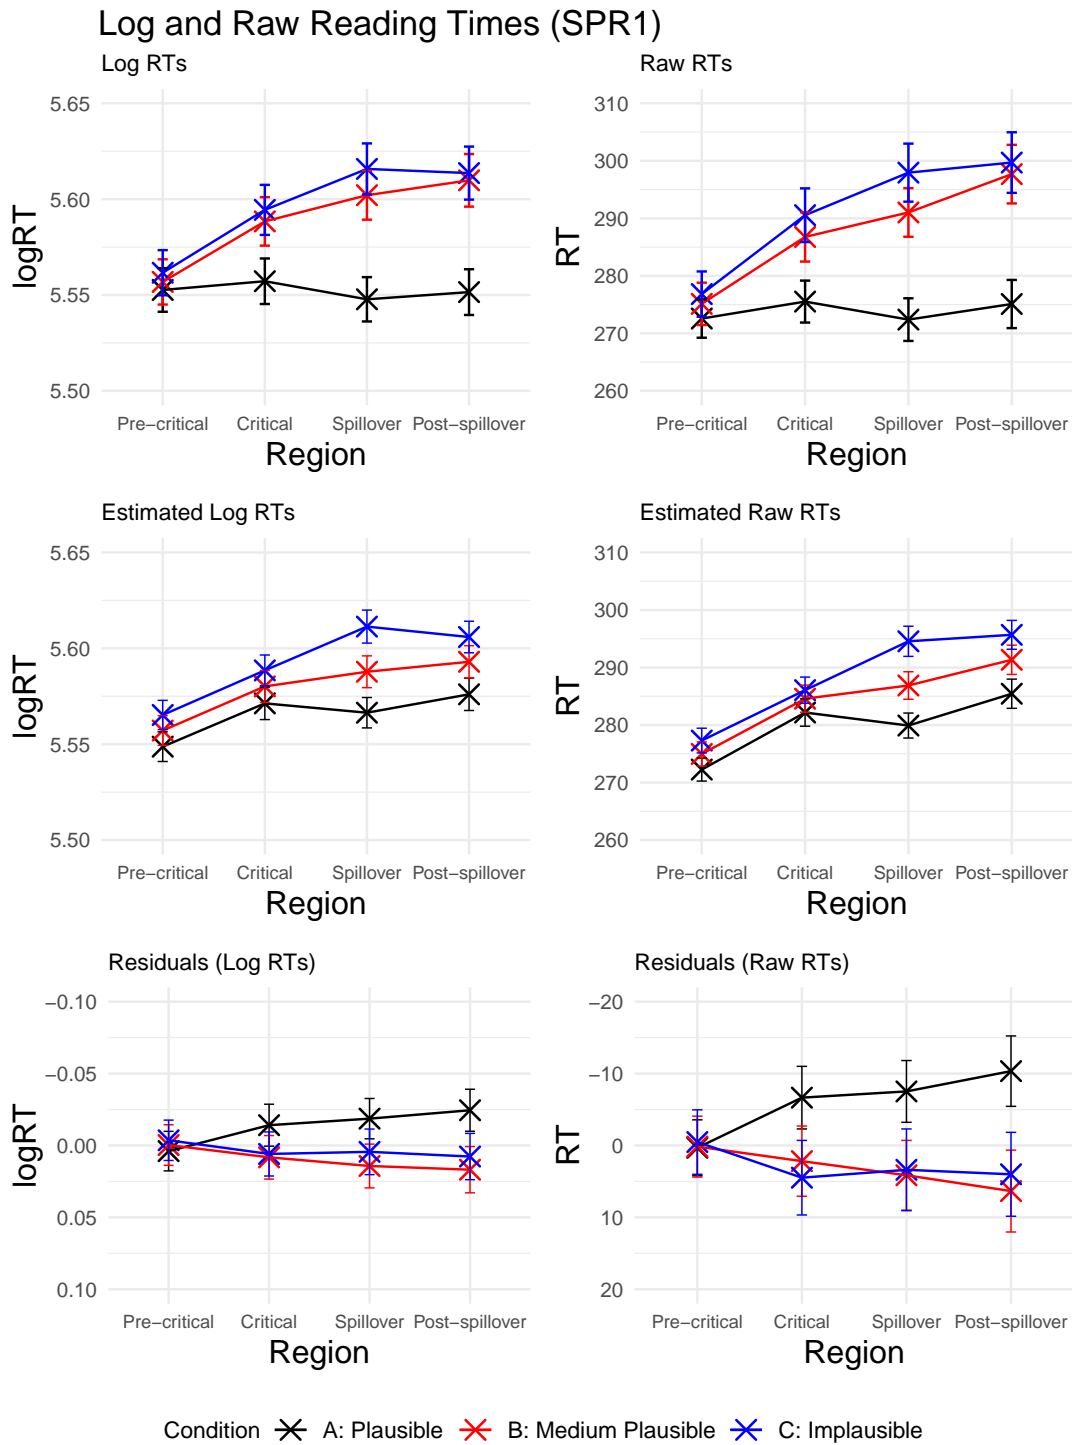 Log and Raw Reading Times (SPR1)
Log RTs
5.65
5.60
5.55
5.50
logRT
Pre−critical Critical Spillover Post−spillover
Region
Raw RTs
310
300
290
280
270
260
RT
Pre−critical Critical Spillover Post−spillover
Region
Estimated Log RTs
5.65
5.60
5.55
5.50
logRT
Pre−critical Critical Spillover Post−spillover
Region
Estimated Raw RTs
310
300
290
280
270
260
RT
Pre−critical Critical Spillover Post−spillover
Region
Residuals (Log RTs)
−0.10
−0.05
0.00
0.05
0.10
logRT
Pre−critical Critical Spillover Post−spillover
Region
Residuals (Raw RTs)
−20
−10
0
10
20
RT
Pre−critical Critical Spillover Post−spillover
Region
Condition A: Plausible B: Medium Plausible C: Implausible